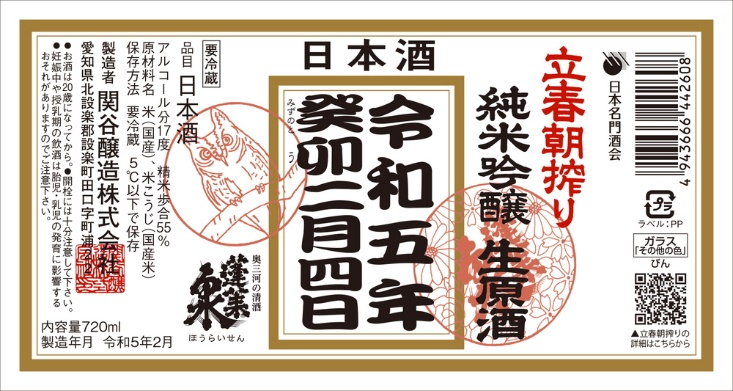 日本酒
立春朝搾り
純米吟醸 生原酒
令和五年
癸卯二月四日
みずのと う
奥三河の清酒
蓬莱泉
ほうらいせん
要冷蔵
品目 日本酒
アルコール分17度 精米歩合55%
原材料名 米(国産)、米こうじ(国産米)
保存方法 要冷蔵 5℃以下で保存
製造者 関谷醸造株式会社
愛知県北設楽郡設楽町田口字町浦22
●お酒は20歳になってから。●開栓には十分注意して下さい。
●妊娠中や授乳期の飲酒は胎児・乳児の発育に影響する
おそれがありますのでご注意下さい。
内容量720ml
製造年月 令和5年2月
日本名門酒会
4 943666 742608
プラ
ラベル:PP
ガラス
「その他の色」
びん
▲立春朝搾りの
詳細はこちらから